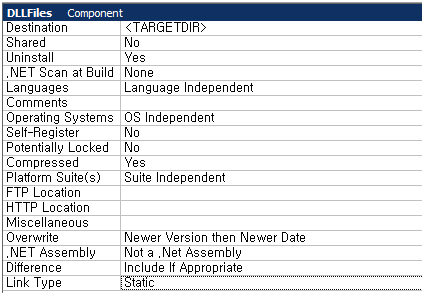 DLLFiles Component
Destination <TARGETDIR>
Shared No
Uninstall Yes
.NET Scan at Build None
Languages Language Independent
Comments
Operating Systems OS Independent
Self-Register No
Potentially Locked No
Compressed Yes
Platform Suite(s) Suite Independent
FTP Location
HTTP Location
Miscellaneous
Overwrite Newer Version then Newer Date
.NET Assembly Not a .Net Assembly
Difference Include If Appropriate
Link Type Static